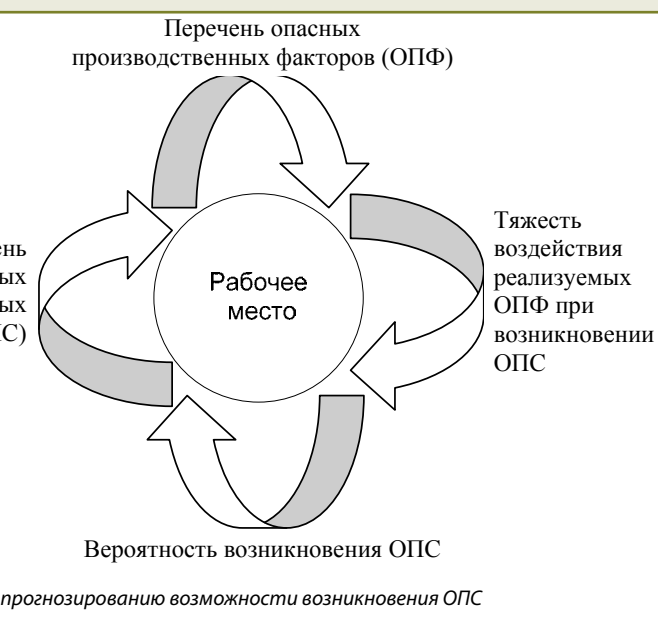 Перечень опасных
производственных факторов (ОПФ)
Тяжесть
воздействия
реализуемых
ОПФ при
возникновении
ОПС
Рабочее
место
Вероятность возникновения ОПС
прогнозированию возможности возникновения ОПС